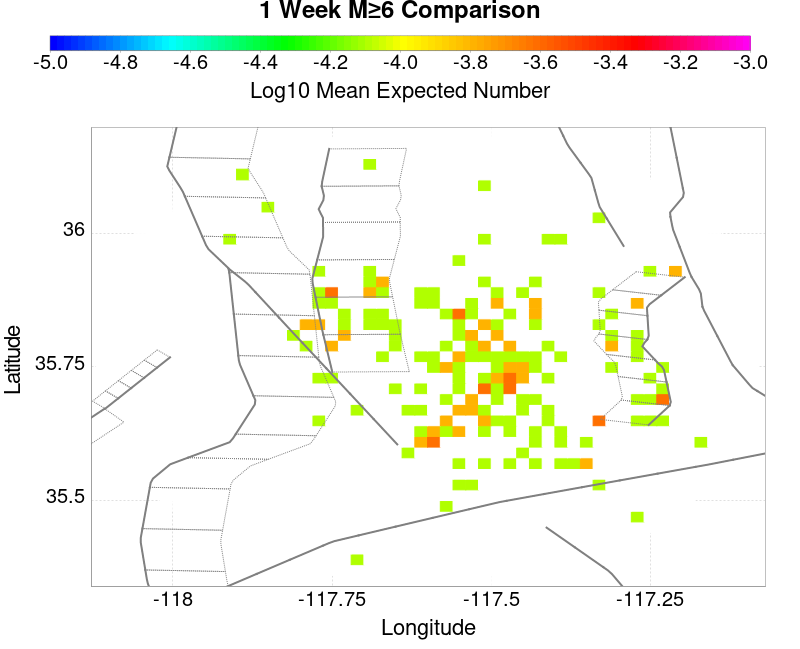 1 Week M≥6 Comparison
-5.0 -4.8 -4.6 -4.4 -4.2 -4.0 -3.8 -3.6 -3.4 -3.2 -3.0
Log10 Mean Expected Number
36
35.75
35.5
Latitude
-118 -117.75 -117.5 -117.25
Longitude